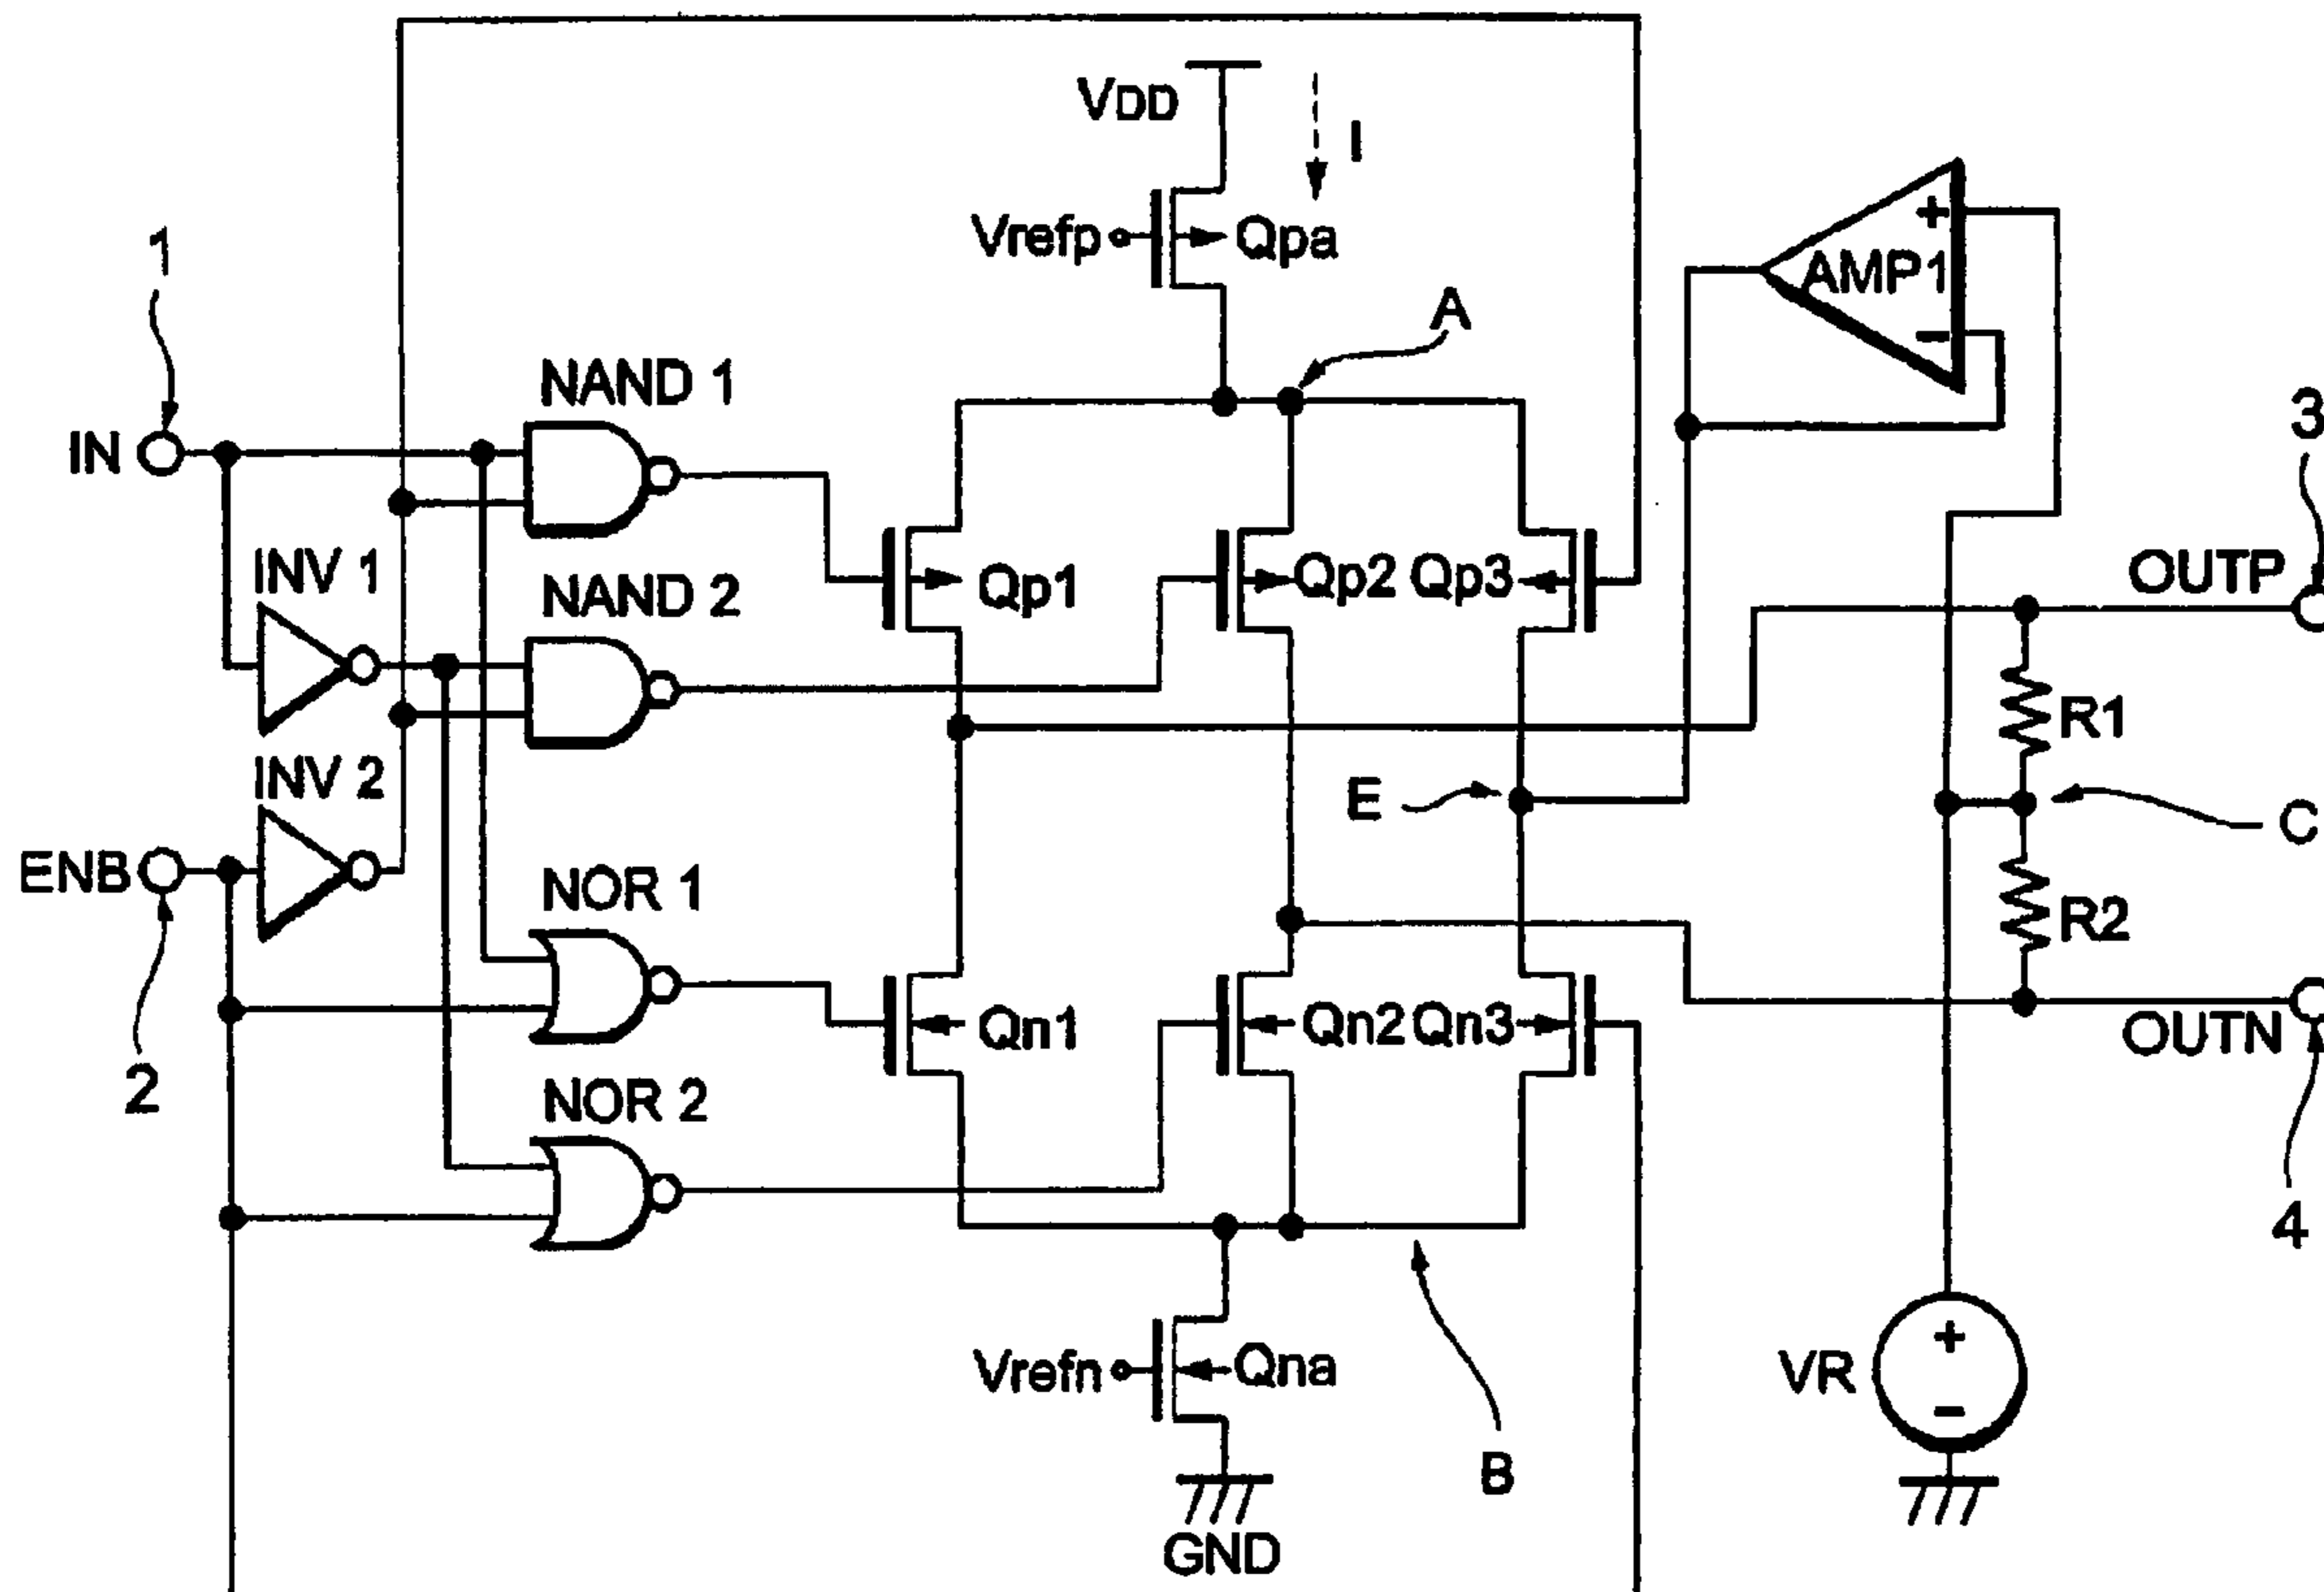 VDD
I
Vrefp
Qpa
+
AMP1
−
1
A
NAND 1
IN
3
INV 1
NAND 2
Qp1
Qp2
Qp3
OUTP
R1
INV 2
E
C
ENB
NOR 1
R2
Qn1
Qn2
Qn3
OUTN
2
NOR 2
4
Vrefn
Qna
VR
+
−
B
GND